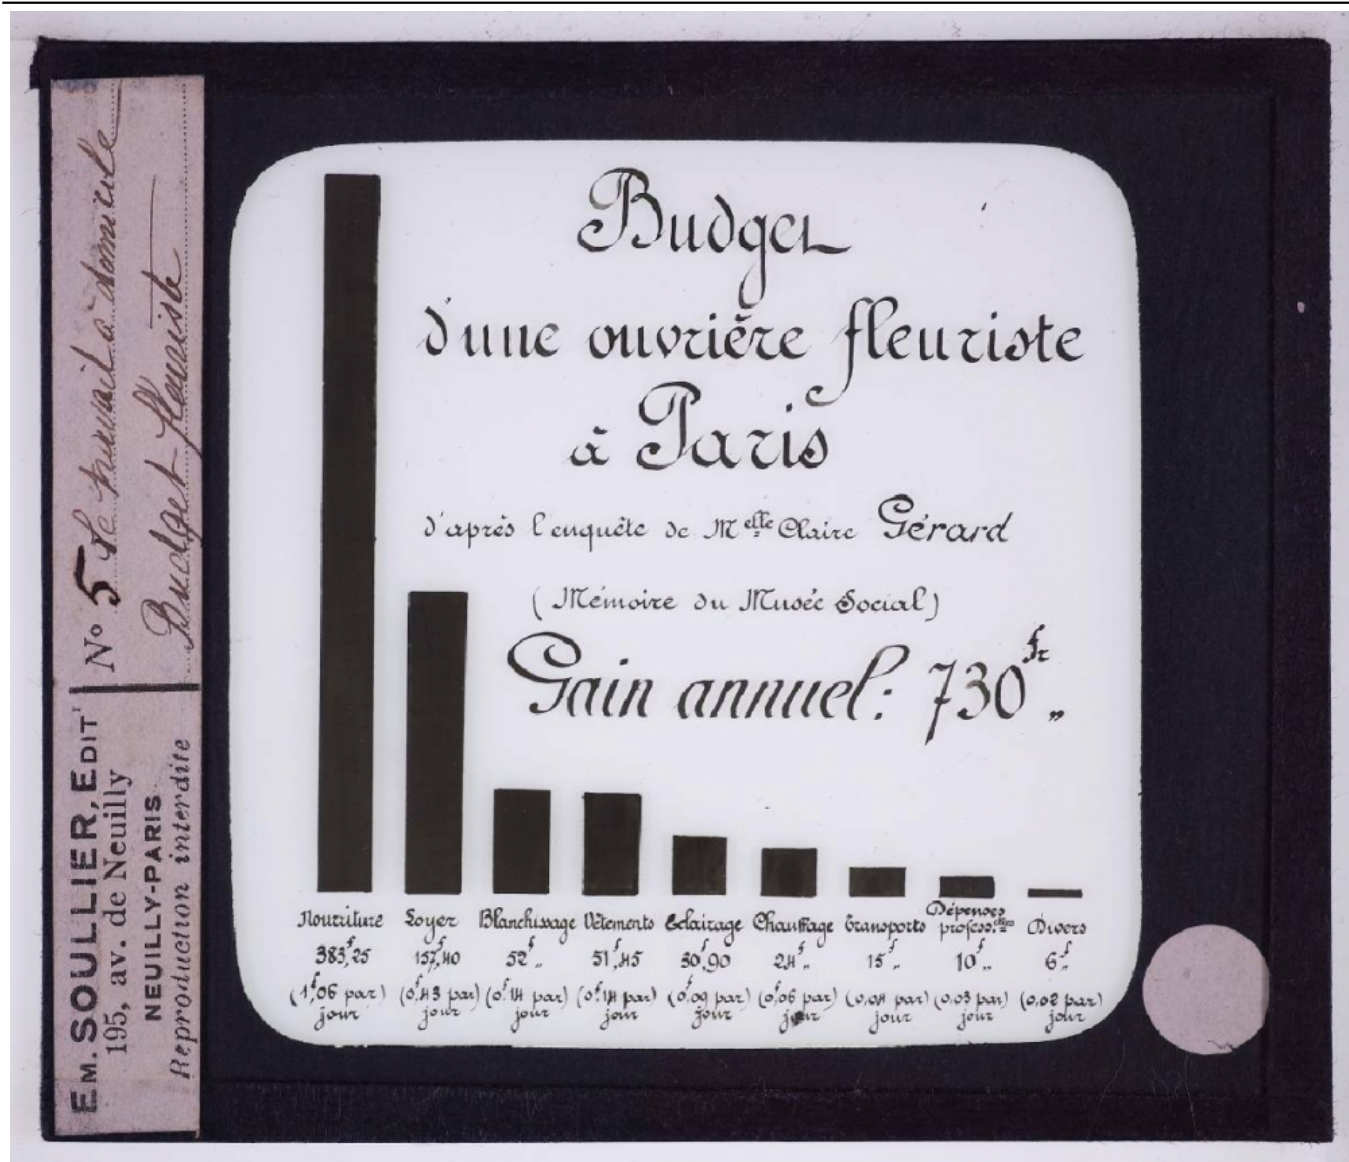 Budget
d'une ouvrière fleuriste
à Paris
d'après l'enquête de Melle Claire Gérard
(Mémoire du Musée Social)
Gain annuel: 730fr „
Nourriture Loyer Blanchissage Vêtements Eclairage Chauffage Transports Dépenses profess.elles Divers
383f,25 157f,40 52f „ 51f,45 30f,90 24f „ 15f „ 10f „ 6f „
(1f,06 par jour) (0f,43 par jour) (0f,14 par jour) (0f,14 par jour) (0f,09 par jour) (0f,06 par jour) (0,04 par jour) (0,03 par jour) (0,02 par jour)
EM. SOULLIER, EDIT'
195, av. de Neuilly
NEUILLY-PARIS
Reproduction interdite
No 5 Le travail à domicile
Budget fleuriste